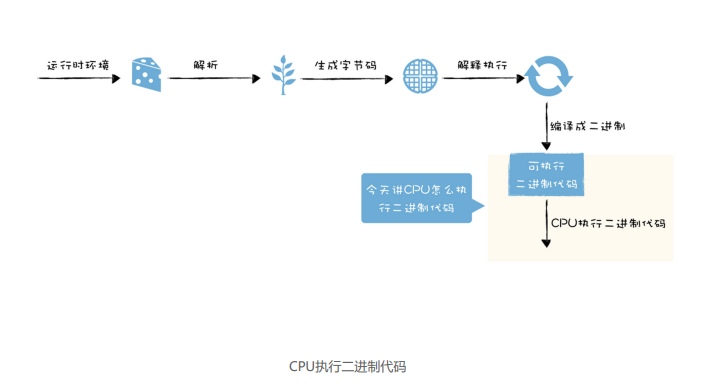 运行时环境
解析
生成字节码
解释执行
编译成二进制
可执行
二进制代码
今天讲CPU怎么执
行二进制代码
CPU执行二进制代码
CPU执行二进制代码